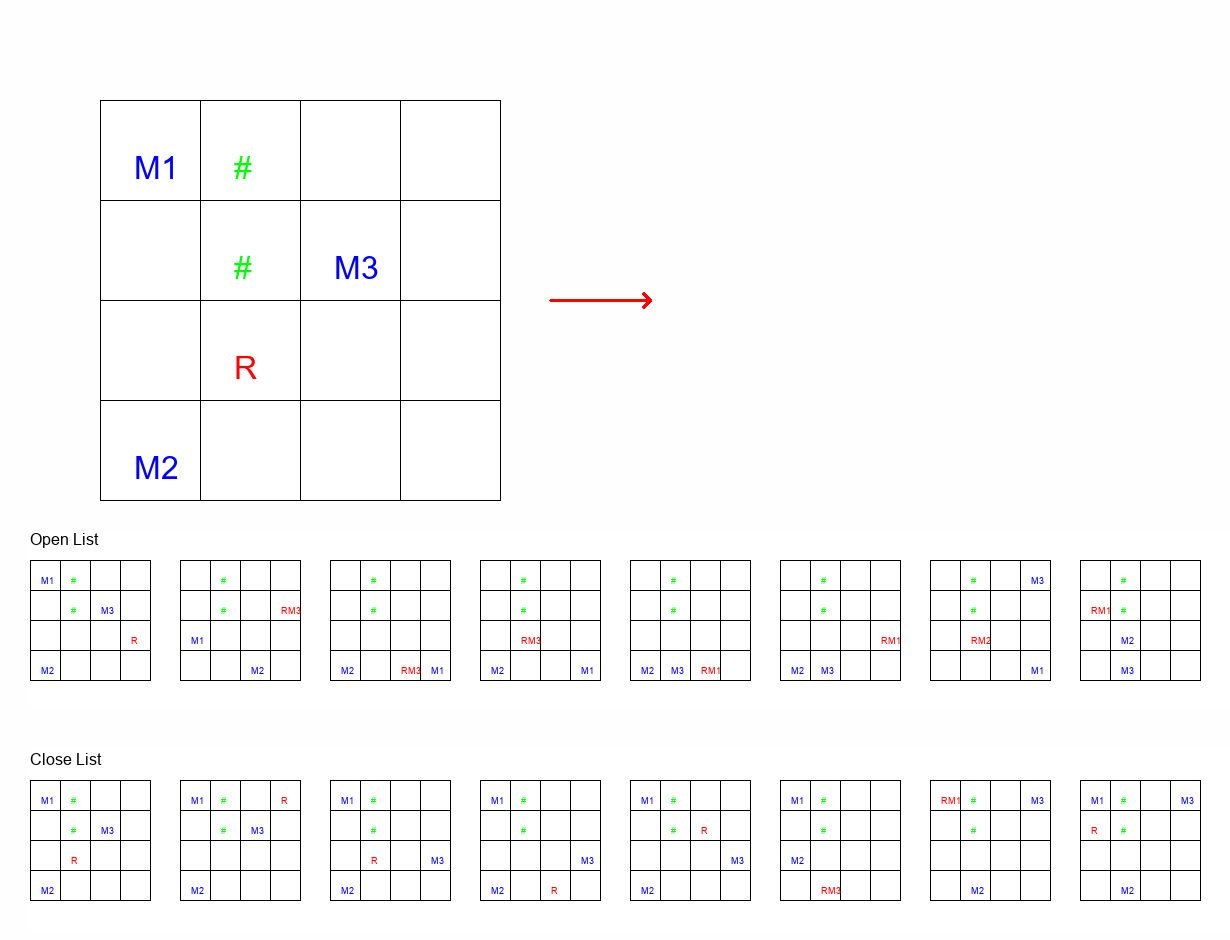 M1 #
# M3
R
M2
Open List
M1 # # # # # # M3 #
# M3 # RM3 # # # # # RM1 #
R M1 RM3 RM1 RM2 M2
M2 M2 M2 RM3 M1 M2 M1 M2 M3 RM1 M2 M3 M1 M3
Close List
M1 # M1 # R M1 # M1 # M1 # M1 # RM1 # M3 M1 # M3
# M3 # M3 # # # R # # R #
R R M3 M3 M3 M2
M2 M2 M2 M2 R M2 RM3 M2 M2